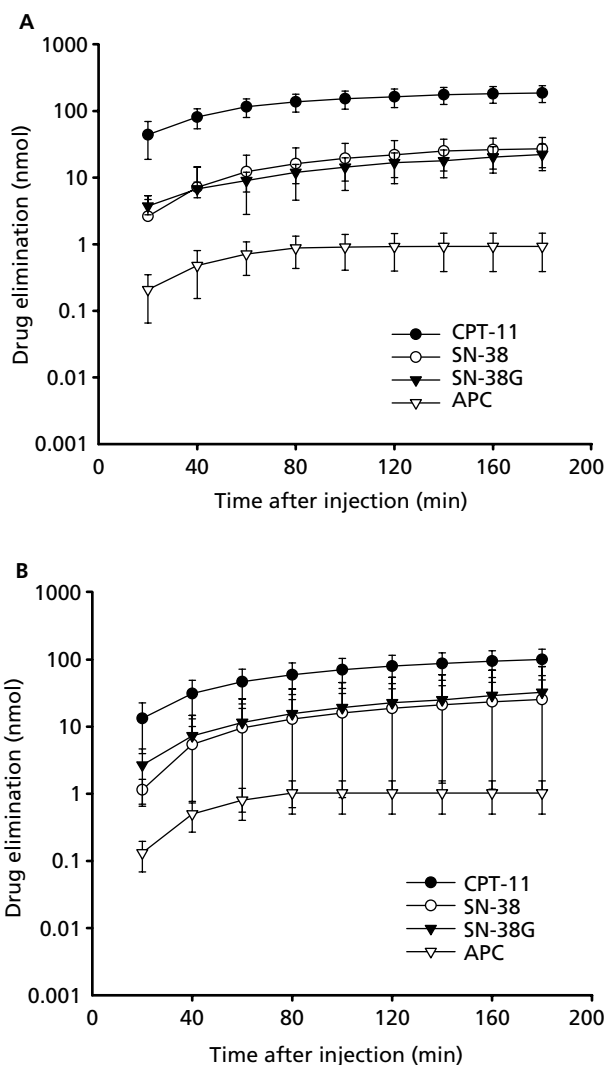 A
1000
100
10
1
0.1
0.01
0.001
Drug elimination (nmol)
CPT-11
SN-38
SN-38G
APC
0 40 80 120 160 200
Time after injection (min)
B
1000
100
10
1
0.1
0.01
0.001
Drug elimination (nmol)
CPT-11
SN-38
SN-38G
APC
0 40 80 120 160 200
Time after injection (min)